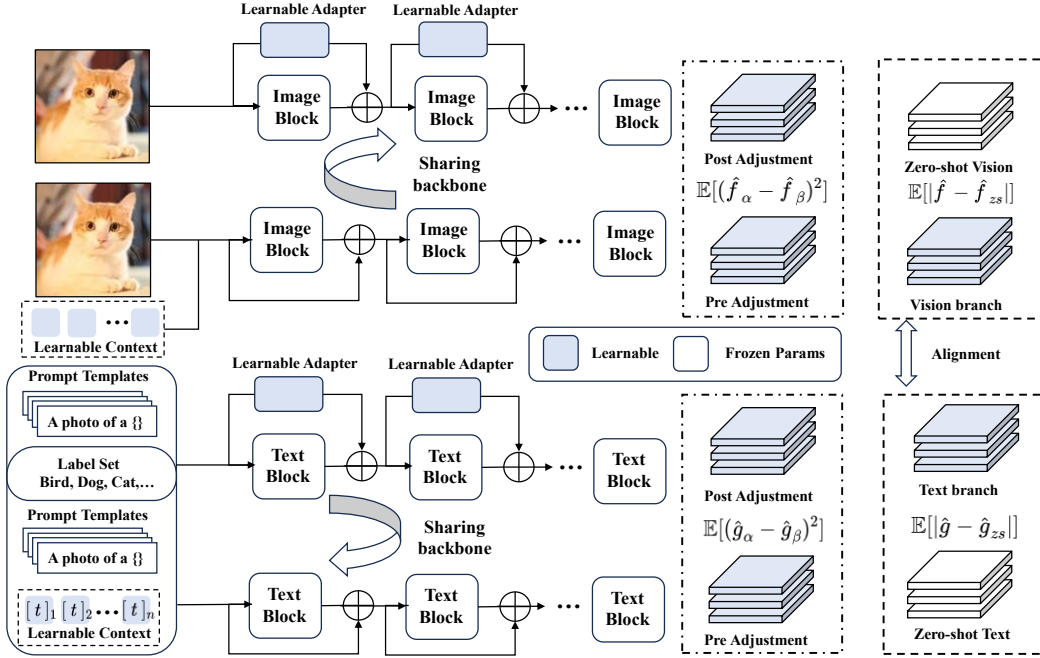 Learnable Adapter
Learnable Adapter
Image
Block
Image
Block
...
Image
Block
Sharing
backbone
Post Adjustment
𝔼[(f̂_α − f̂_β)²]
Pre Adjustment
Zero-shot Vision
𝔼[|f̂ − f̂_zs|]
Vision branch
Image
Block
Image
Block
...
Image
Block
...
Learnable Context
Learnable
Frozen Params
Alignment
Prompt Templates
A photo of a {}
Label Set
Bird, Dog, Cat,...
Prompt Templates
A photo of a {}
[t]₁ [t]₂ ... [t]ₙ
Learnable Context
Learnable Adapter
Learnable Adapter
Text
Block
Text
Block
...
Text
Block
Sharing
backbone
Text
Block
Text
Block
...
Text
Block
Post Adjustment
𝔼[(ĝ_α − ĝ_β)²]
Pre Adjustment
Text branch
𝔼[|ĝ − ĝ_zs|]
Zero-shot Text